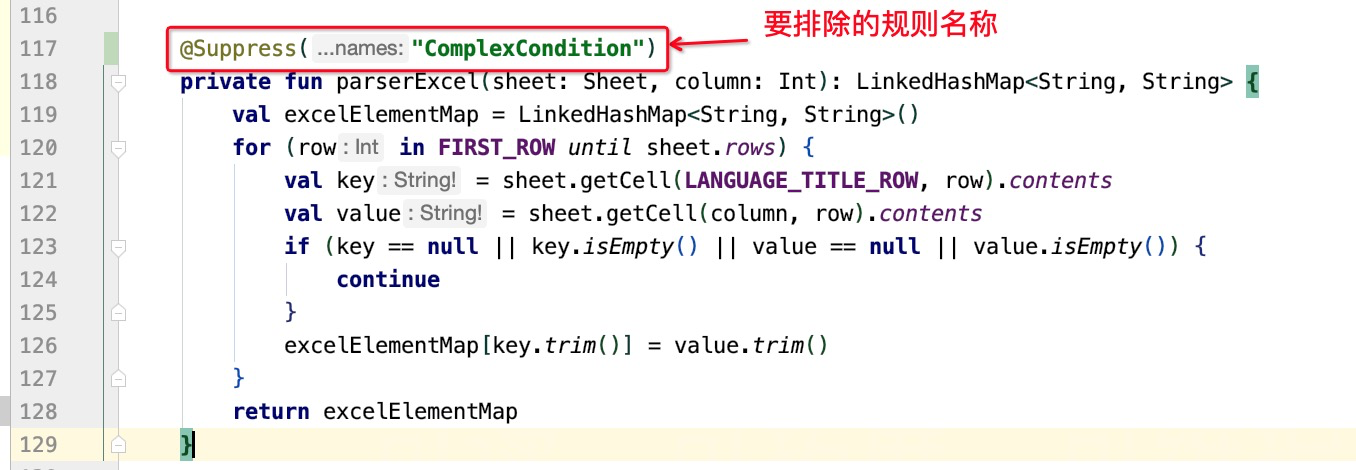 116
117 @Suppress( ...names: "ComplexCondition") 要排除的规则名称
118 private fun parserExcel(sheet: Sheet, column: Int): LinkedHashMap<String, String> {
119 val excelElementMap = LinkedHashMap<String, String>()
120 for (row : Int in FIRST_ROW until sheet.rows) {
121 val key : String! = sheet.getCell(LANGUAGE_TITLE_ROW, row).contents
122 val value : String! = sheet.getCell(column, row).contents
123 if (key == null || key.isEmpty() || value == null || value.isEmpty()) {
124 continue
125 }
126 excelElementMap[key.trim()] = value.trim()
127 }
128 return excelElementMap
129 }